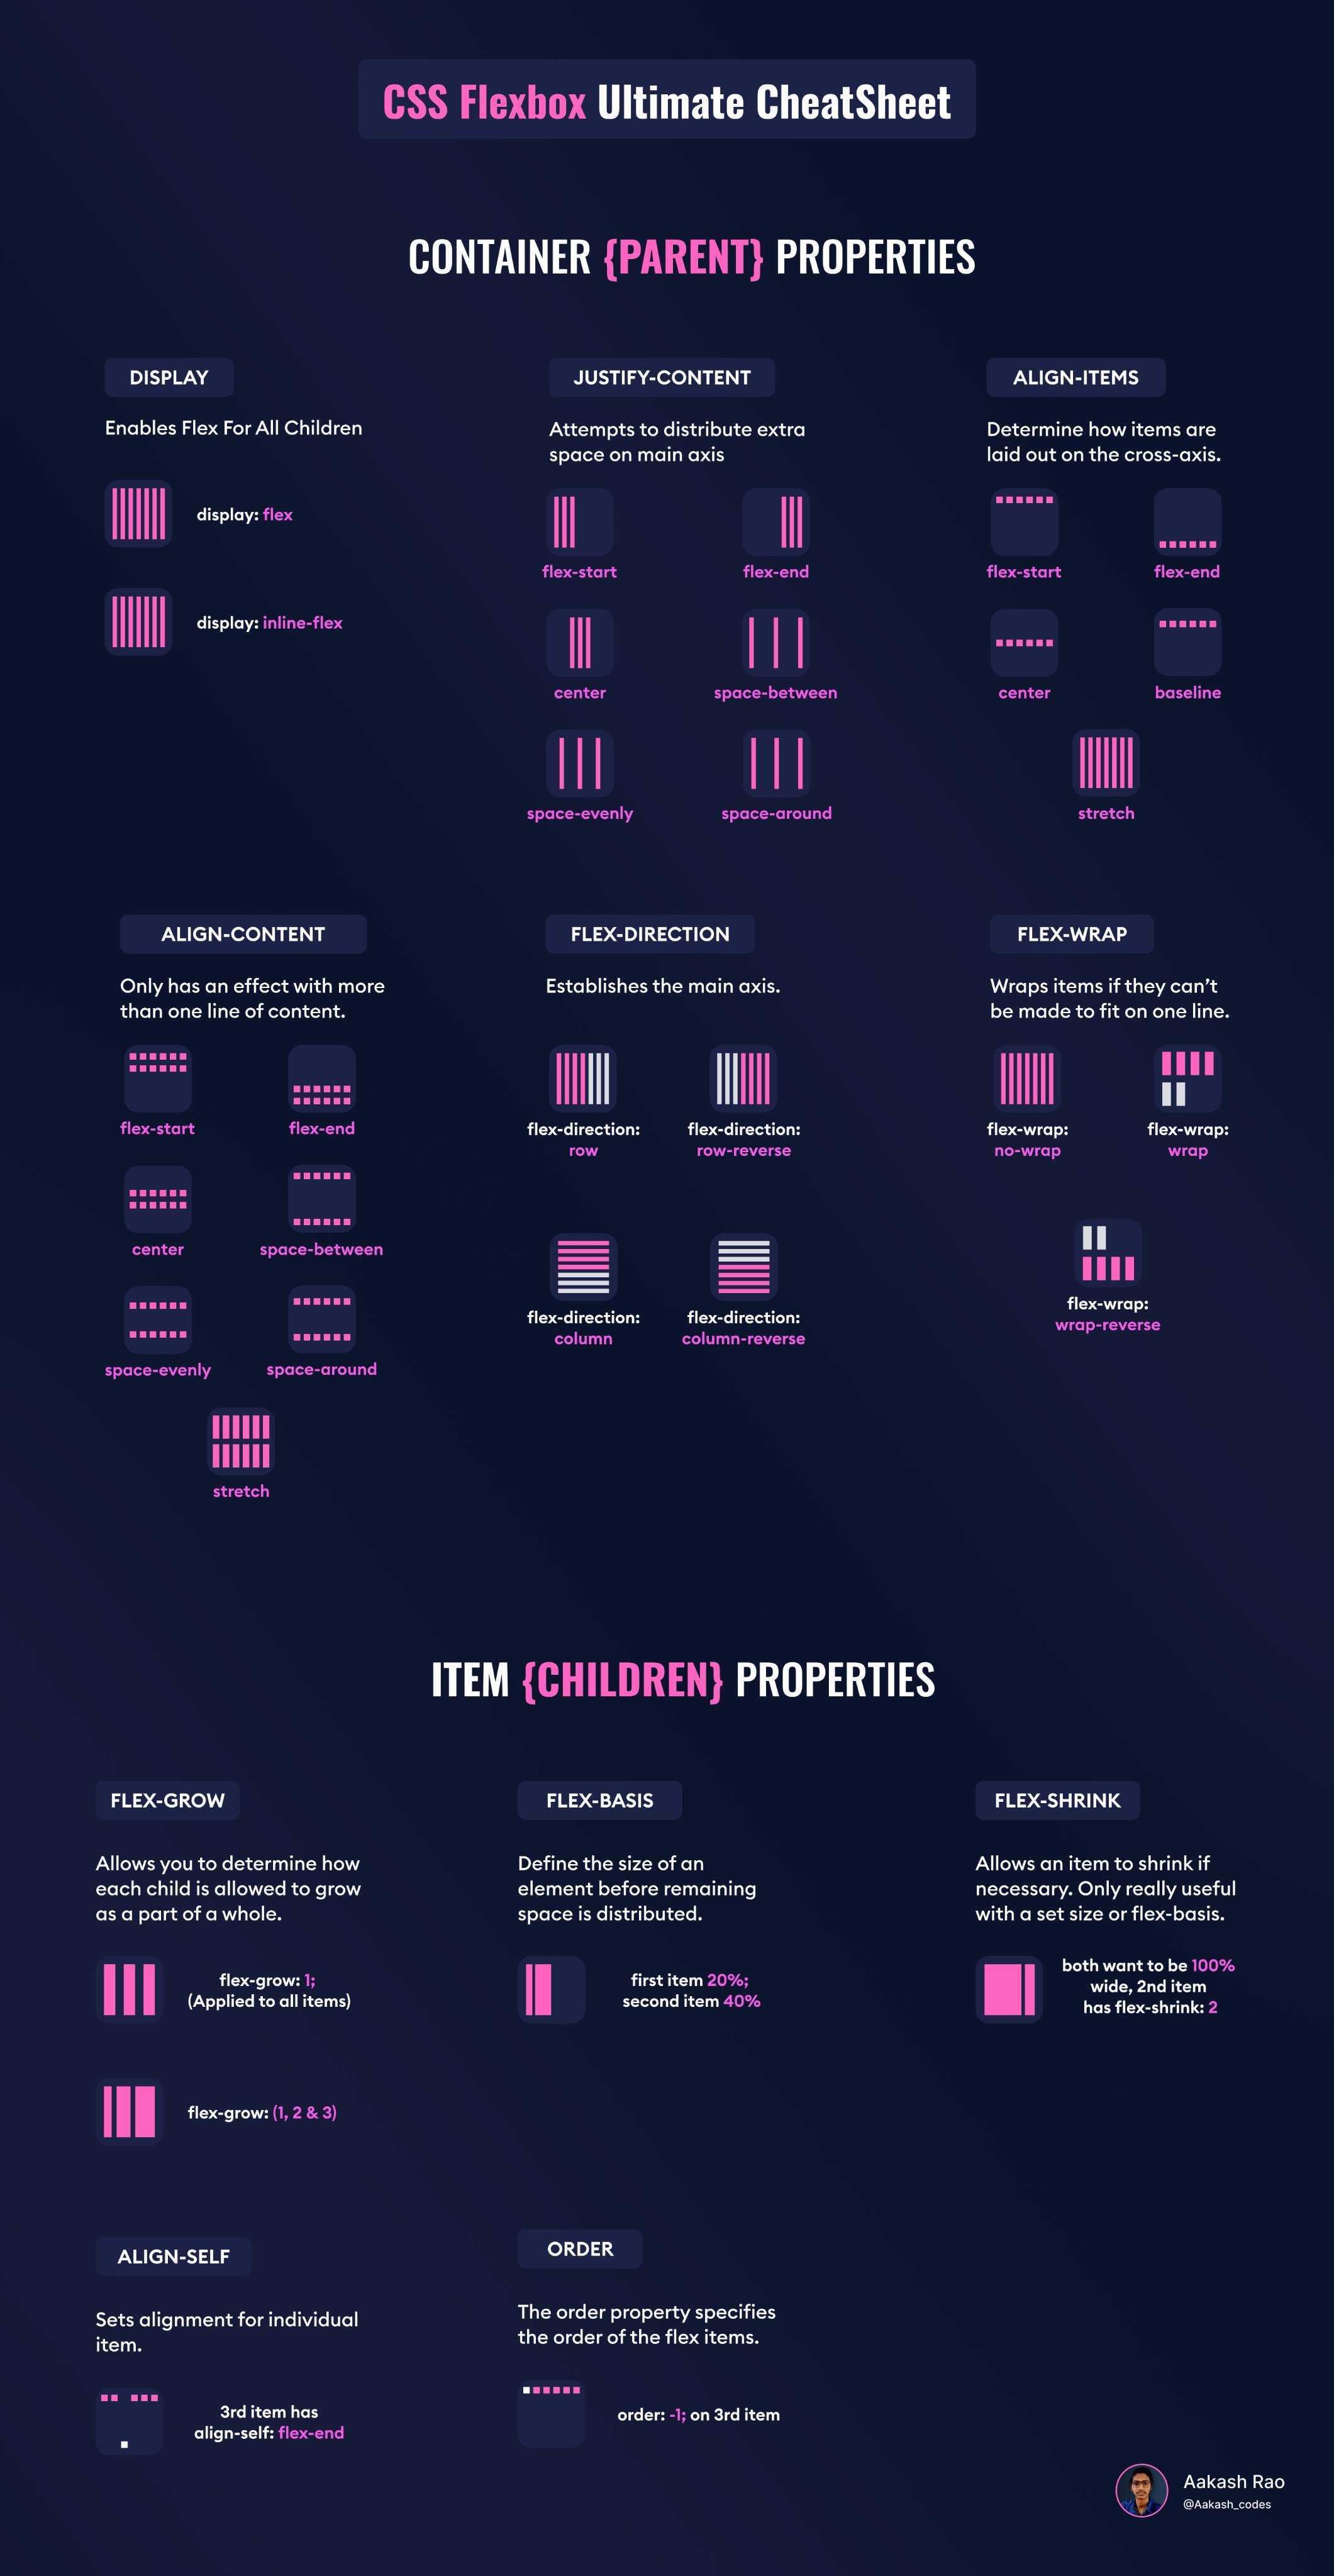 CSS Flexbox Ultimate CheatSheet
CONTAINER {PARENT} PROPERTIES
DISPLAY
Enables Flex For All Children
display: flex
display: inline-flex
JUSTIFY-CONTENT
Attempts to distribute extra
space on main axis
flex-start
flex-end
center
space-between
space-evenly
space-around
ALIGN-ITEMS
Determine how items are
laid out on the cross-axis.
flex-start
flex-end
center
baseline
stretch
ALIGN-CONTENT
Only has an effect with more
than one line of content.
flex-start
flex-end
center
space-between
space-evenly
space-around
stretch
FLEX-DIRECTION
Establishes the main axis.
flex-direction:
row
flex-direction:
row-reverse
flex-direction:
column
flex-direction:
column-reverse
FLEX-WRAP
Wraps items if they can’t
be made to fit on one line.
flex-wrap:
no-wrap
flex-wrap:
wrap
flex-wrap:
wrap-reverse
ITEM {CHILDREN} PROPERTIES
FLEX-GROW
Allows you to determine how
each child is allowed to grow
as a part of a whole.
flex-grow: 1;
(Applied to all items)
flex-grow: (1, 2 & 3)
FLEX-BASIS
Define the size of an
element before remaining
space is distributed.
first item 20%;
second item 40%
FLEX-SHRINK
Allows an item to shrink if
necessary. Only really useful
with a set size or flex-basis.
both want to be 100%
wide, 2nd item
has flex-shrink: 2
ALIGN-SELF
Sets alignment for individual
item.
3rd item has
align-self: flex-end
ORDER
The order property specifies
the order of the flex items.
order: -1; on 3rd item
Aakash Rao
@Aakash_codes